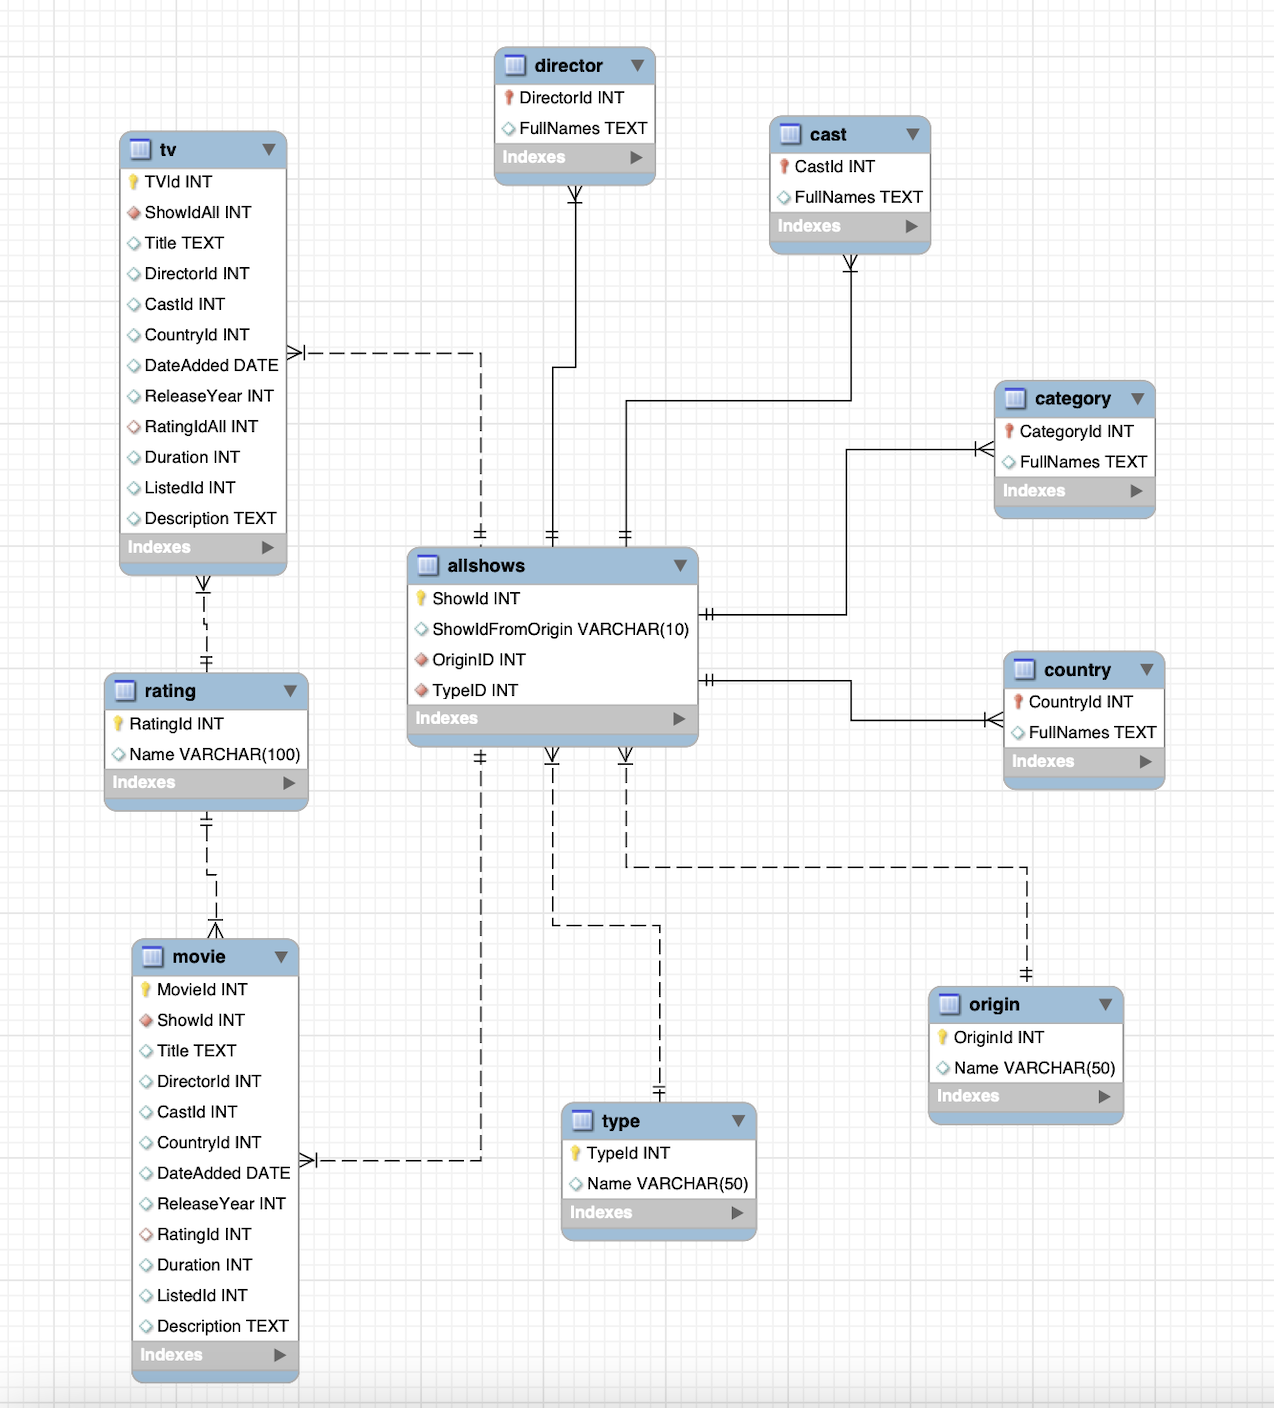 director
DirectorId INT
FullNames TEXT
Indexes
cast
CastId INT
FullNames TEXT
Indexes
tv
TVId INT
ShowIdAll INT
Title TEXT
DirectorId INT
CastId INT
CountryId INT
DateAdded DATE
ReleaseYear INT
RatingIdAll INT
Duration INT
ListedId INT
Description TEXT
Indexes
category
CategoryId INT
FullNames TEXT
Indexes
allshows
ShowId INT
ShowIdFromOrigin VARCHAR(10)
OriginID INT
TypeID INT
Indexes
country
CountryId INT
FullNames TEXT
Indexes
rating
RatingId INT
Name VARCHAR(100)
Indexes
movie
MovieId INT
ShowId INT
Title TEXT
DirectorId INT
CastId INT
CountryId INT
DateAdded DATE
ReleaseYear INT
RatingId INT
Duration INT
ListedId INT
Description TEXT
Indexes
origin
OriginId INT
Name VARCHAR(50)
Indexes
type
TypeId INT
Name VARCHAR(50)
Indexes